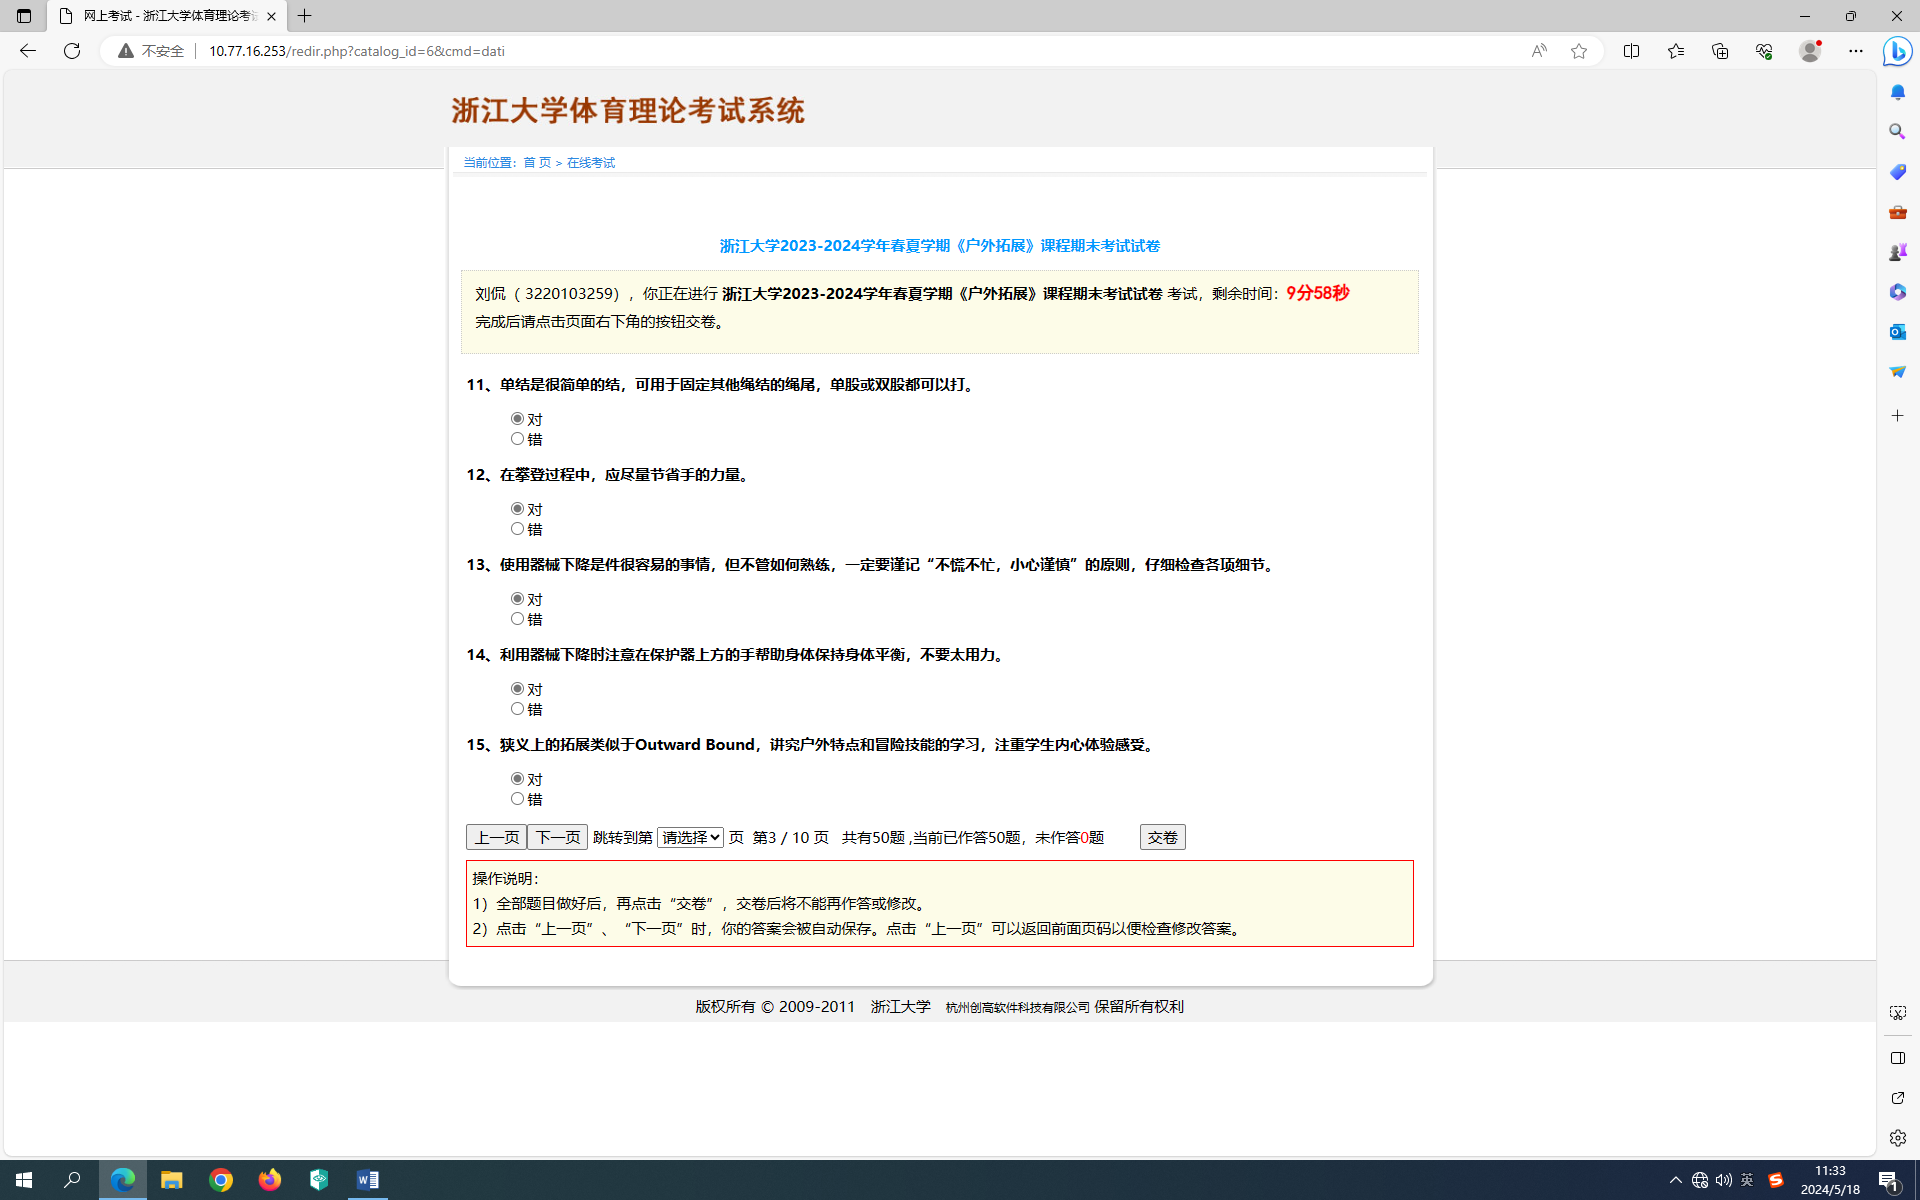 网上考试 - 浙江大学体育理论考试
不安全
10.77.16.253/redir.php?catalog_id=6&cmd=dati
浙江大学体育理论考试系统
当前位置：首 页 > 在线考试
浙江大学2023-2024学年春夏学期《户外拓展》课程期末考试试卷
刘侃（ 3220103259），你正在进行 浙江大学2023-2024学年春夏学期《户外拓展》课程期末考试试卷 考试，剩余时间：9分58秒
完成后请点击页面右下角的按钮交卷。
11、单结是很简单的结，可用于固定其他绳结的绳尾，单股或双股都可以打。
对
错
12、在攀登过程中，应尽量节省手的力量。
对
错
13、使用器械下降是件很容易的事情，但不管如何熟练，一定要谨记“不慌不忙，小心谨慎”的原则，仔细检查各项细节。
对
错
14、利用器械下降时注意在保护器上方的手帮助身体保持身体平衡，不要太用力。
对
错
15、狭义上的拓展类似于Outward Bound，讲究户外特点和冒险技能的学习，注重学生内心体验感受。
对
错
上一页 下一页 跳转到第 请选择 页 第3 / 10 页 共有50题 ,当前已作答50题，未作答0题 交卷
操作说明：
1）全部题目做好后，再点击“交卷”，交卷后将不能再作答或修改。
2）点击“上一页”、“下一页”时，你的答案会被自动保存。点击“上一页”可以返回前面页码以便检查修改答案。
版权所有 © 2009-2011 浙江大学 杭州创高软件科技有限公司 保留所有权利
英
11:33
2024/5/18
1